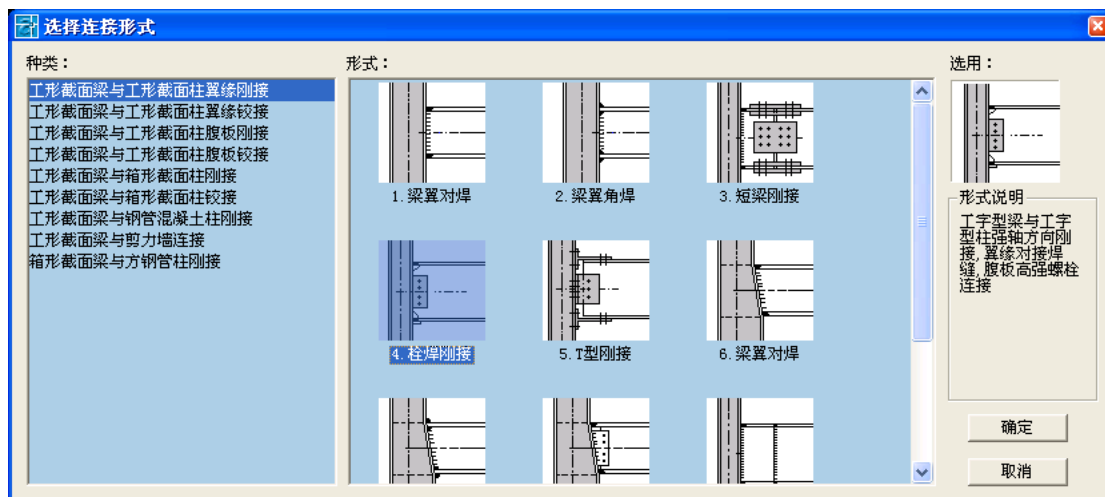 选择连接形式
种类：
工形截面梁与工形截面柱翼缘刚接
工形截面梁与工形截面柱翼缘铰接
工形截面梁与工形截面柱腹板刚接
工形截面梁与工形截面柱腹板铰接
工形截面梁与箱形截面柱刚接
工形截面梁与箱形截面柱铰接
工形截面梁与钢管混凝土柱刚接
工形截面梁与剪力墙连接
箱形截面梁与方钢管柱刚接
形式：
1.梁翼对焊
2.梁翼角焊
3.短梁刚接
4.栓焊刚接
5.T型刚接
6.梁翼对焊
选用：
形式说明
工字型梁与工字
型柱强轴方向刚
接,翼缘对接焊
缝,腹板高强螺栓
连接
确定
取消